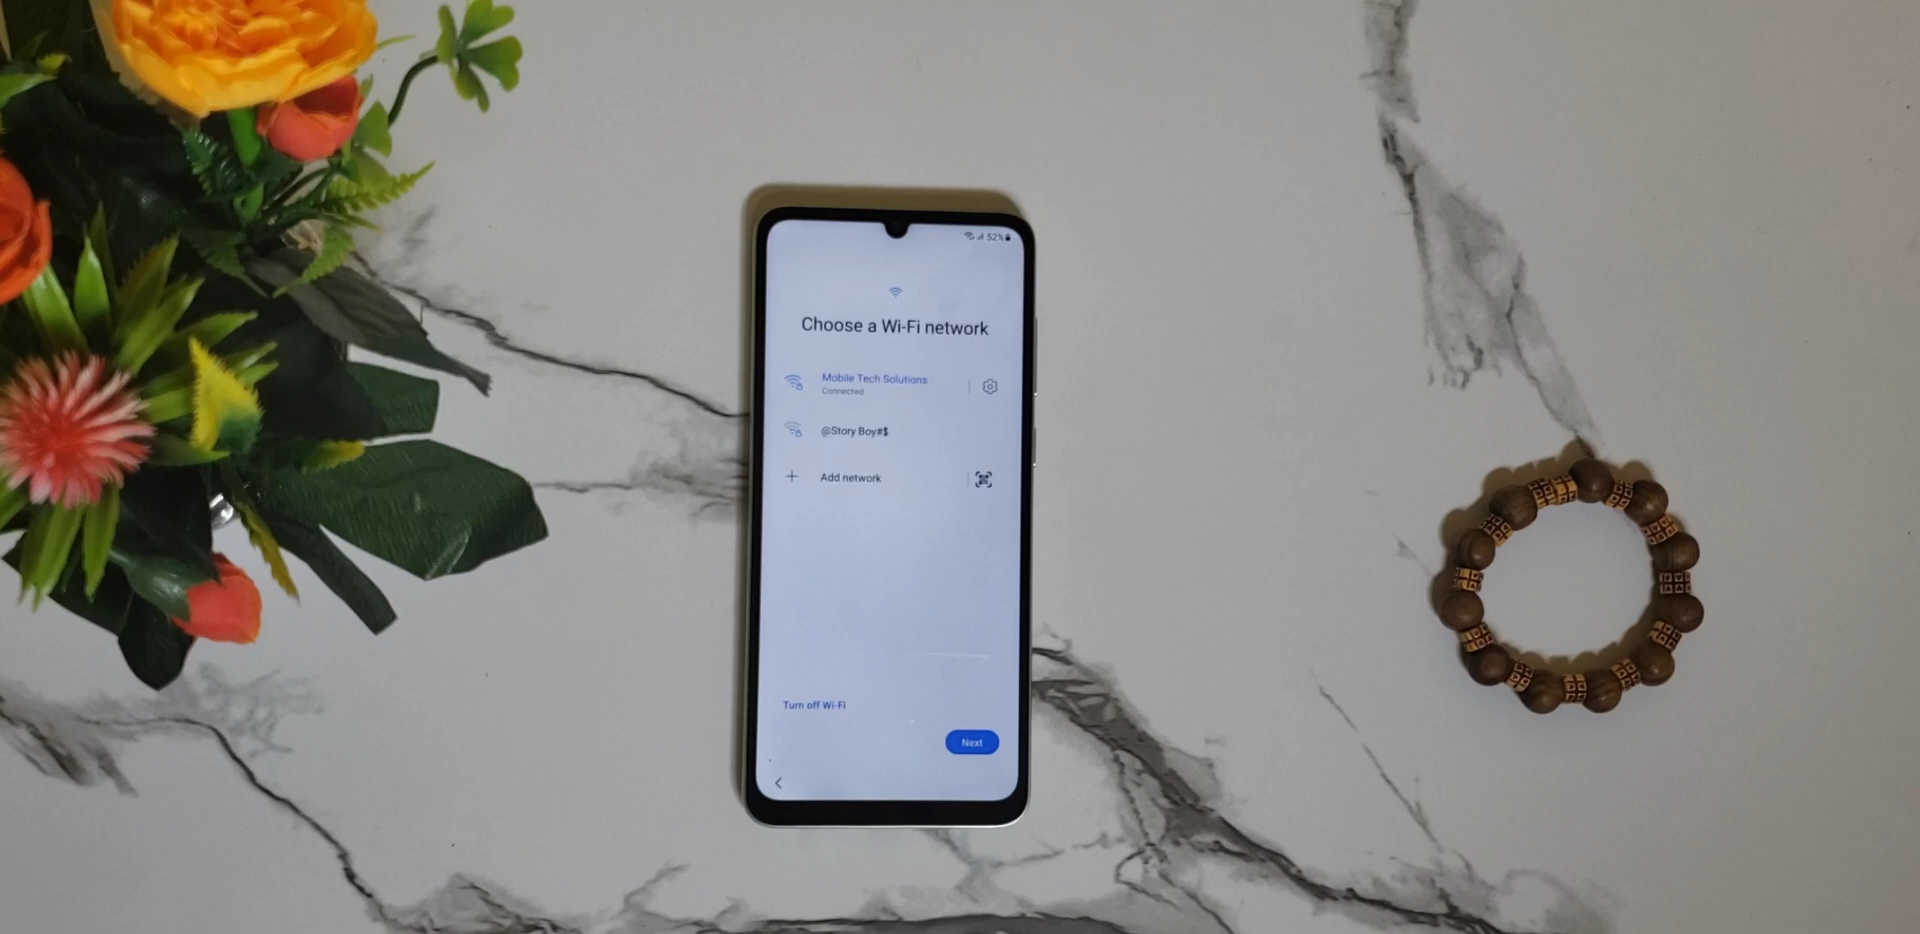 52%
Choose a Wi-Fi network
Mobile Tech Solutions
Connected
@Story Boy#$
Add network
Turn off Wi-Fi
Next